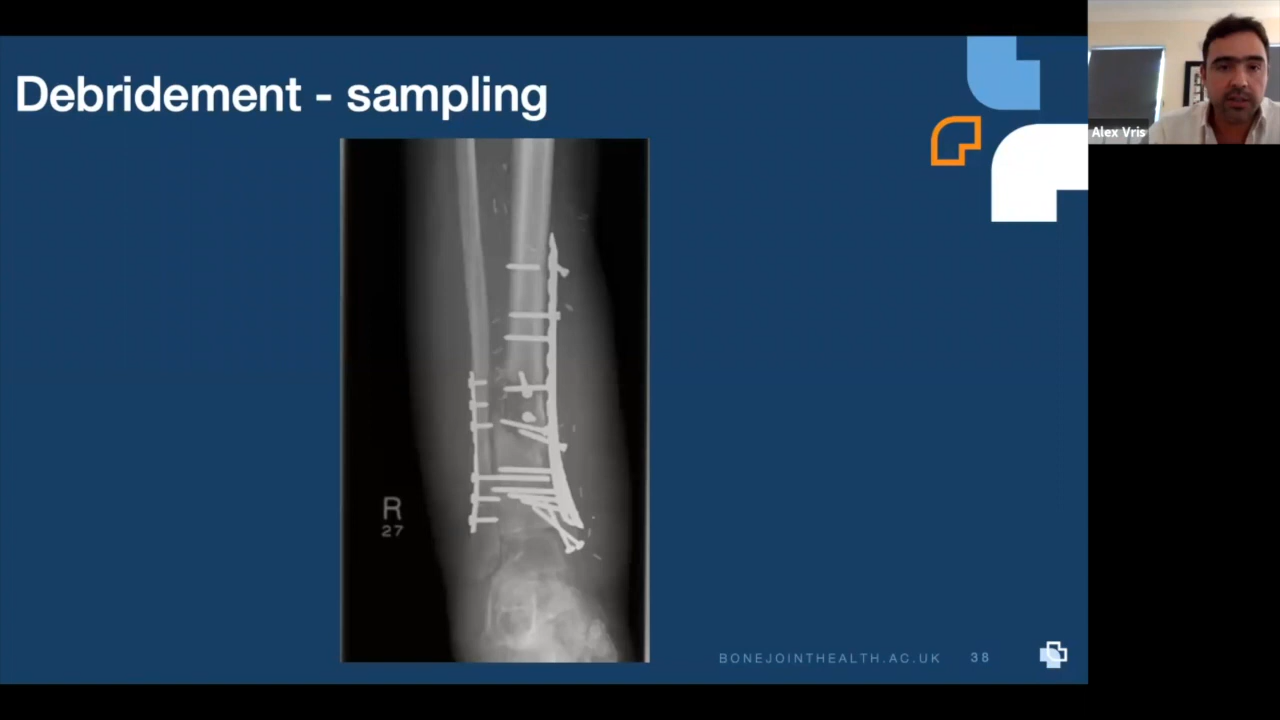 Debridement - sampling
Alex Vris
R
27
BONEJOINTHEALTH.AC.UK 38